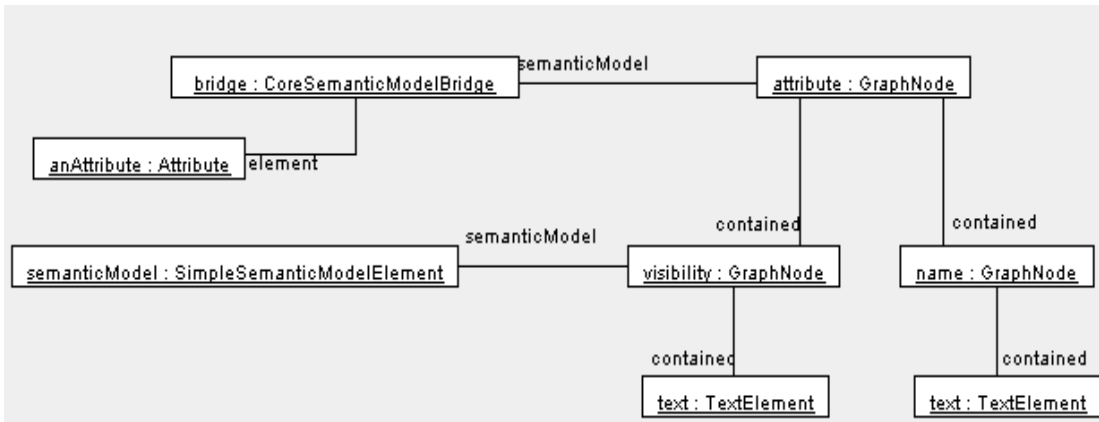 semanticModel
bridge : CoreSemanticModelBridge
attribute : GraphNode
anAttribute : Attribute
element
contained
contained
semanticModel
semanticModel : SimpleSemanticModelElement
visibility : GraphNode
name : GraphNode
contained
contained
text : TextElement
text : TextElement